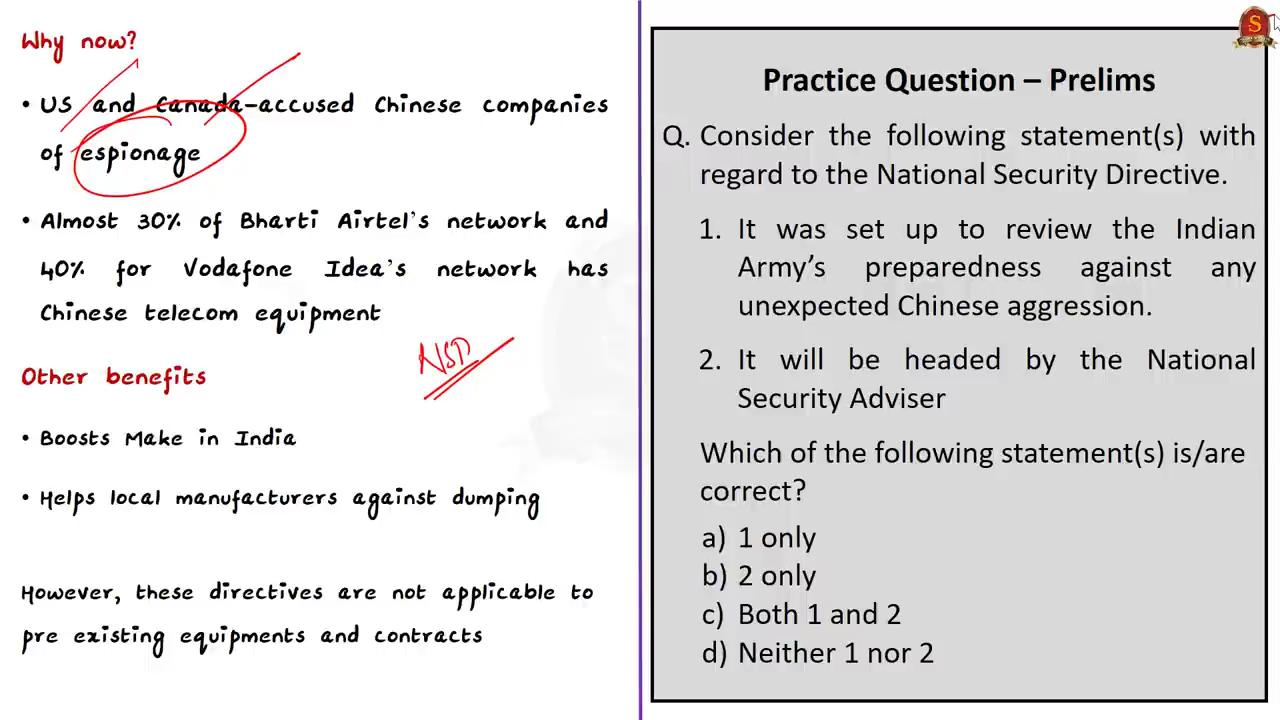 Why now?
• US and Canada-accused Chinese companies
of espionage
• Almost 30% of Bharti Airtel's network and
40% for Vodafone Idea's network has
Chinese telecom equipment
NSD
Other benefits
• Boosts Make in India
• Helps local manufacturers against dumping
However, these directives are not applicable to
pre existing equipments and contracts
S
Practice Question – Prelims
Q. Consider the following statement(s) with
regard to the National Security Directive.
1. It was set up to review the Indian
Army's preparedness against any
unexpected Chinese aggression.
2. It will be headed by the National
Security Adviser
Which of the following statement(s) is/are
correct?
a) 1 only
b) 2 only
c) Both 1 and 2
d) Neither 1 nor 2